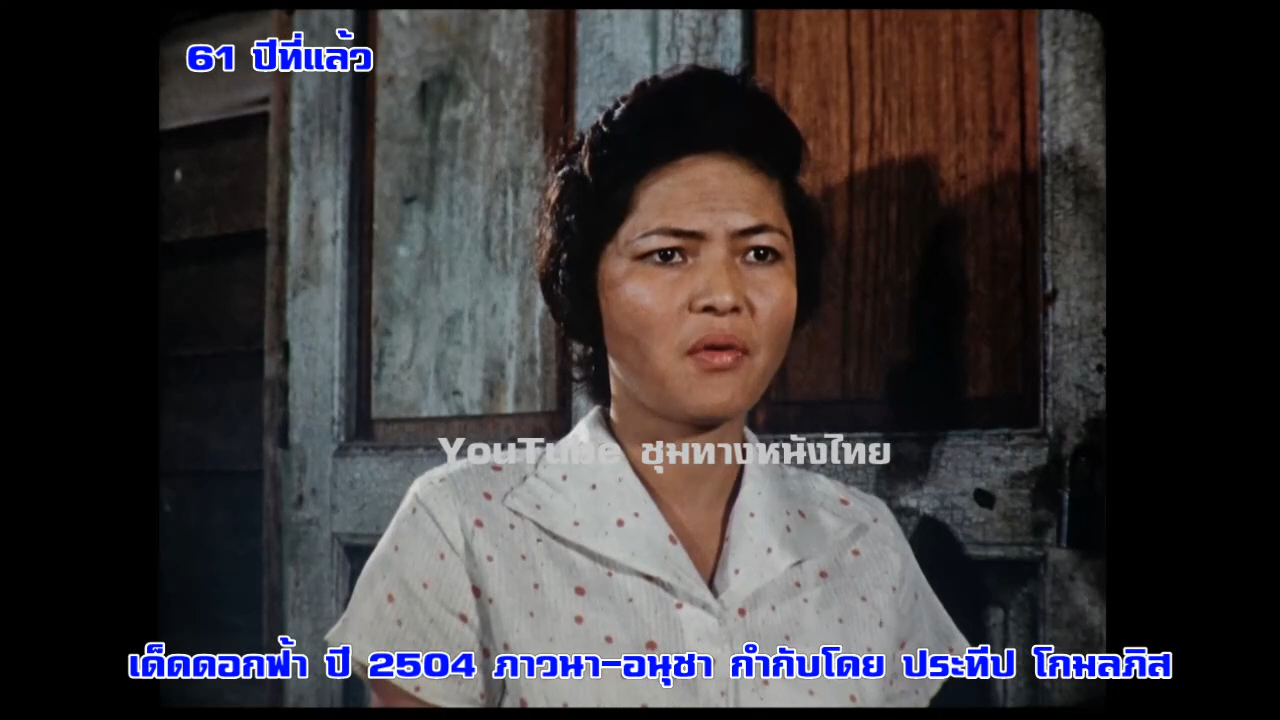 61 ปีที่แล้ว
YouTube ชุมทางหนังไทย
เด็ดดอกฟ้า ปี 2504 ภาวนา-อนุชา กำกับโดย ประทีป โกมลภิส